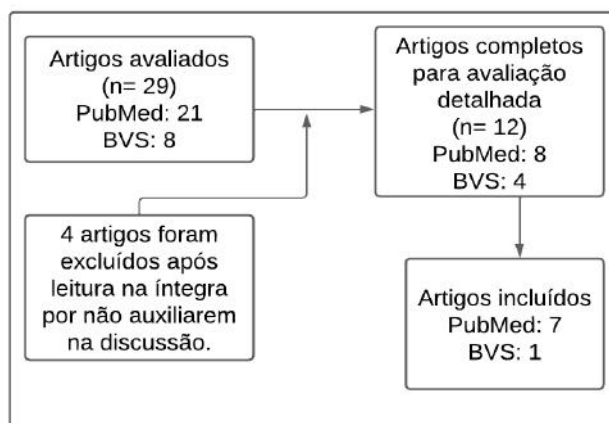 Artigos avaliados
(n= 29)
PubMed: 21
BVS: 8
Artigos completos
para avaliação
detalhada
(n= 12)
PubMed: 8
BVS: 4
4 artigos foram
excluídos após
leitura na íntegra
por não auxiliarem
na discussão.
Artigos incluídos
PubMed: 7
BVS: 1